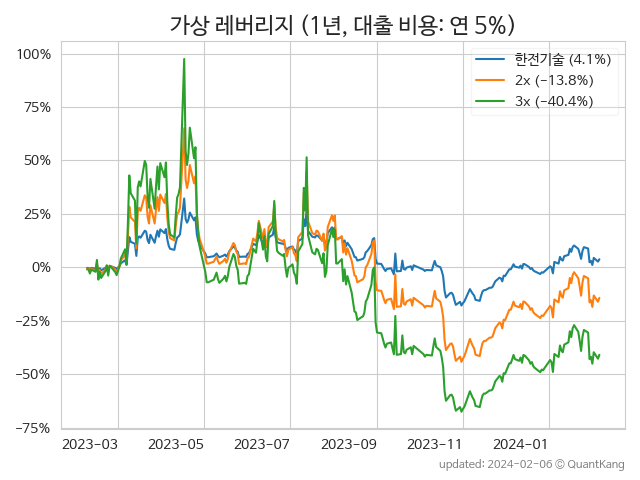 가상 레버리지 (1년, 대출 비용: 연 5%)
100%
75%
50%
25%
0%
−25%
−50%
−75%
한전기술 (4.1%)
2x (−13.8%)
3x (−40.4%)
2023-03 2023-05 2023-07 2023-09 2023-11 2024-01
updated: 2024-02-06 © QuantKang